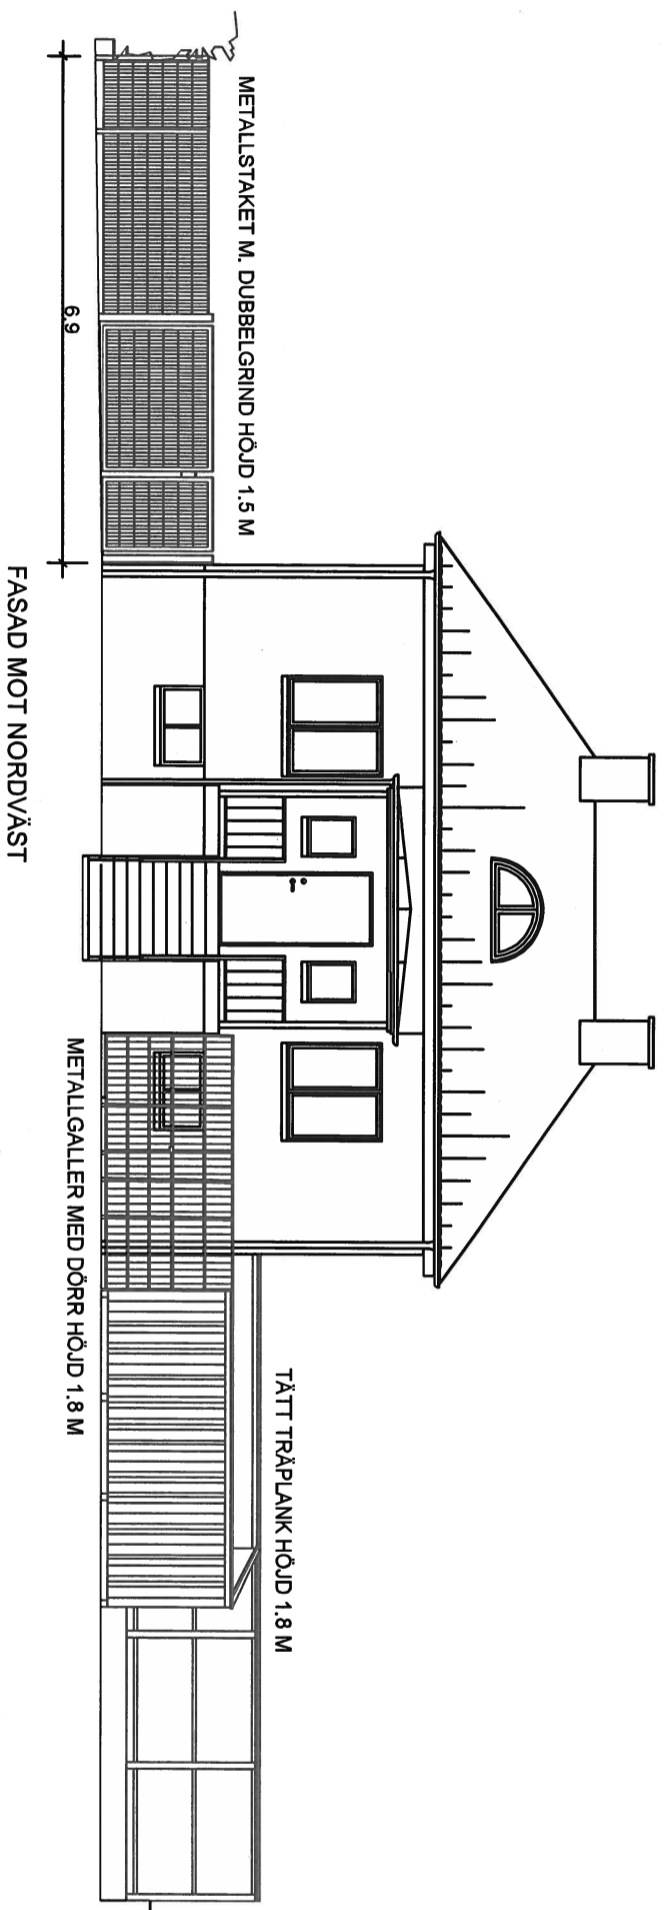 METALLSTAKET M. DUBBELGRIND HÖJD 1.5 M
TÄTT TRÄPLANK HÖJD 1.8 M
6.9
METALLGALLER MED DÖRR HÖJD 1.8 M
FASAD MOT NORDVÄST